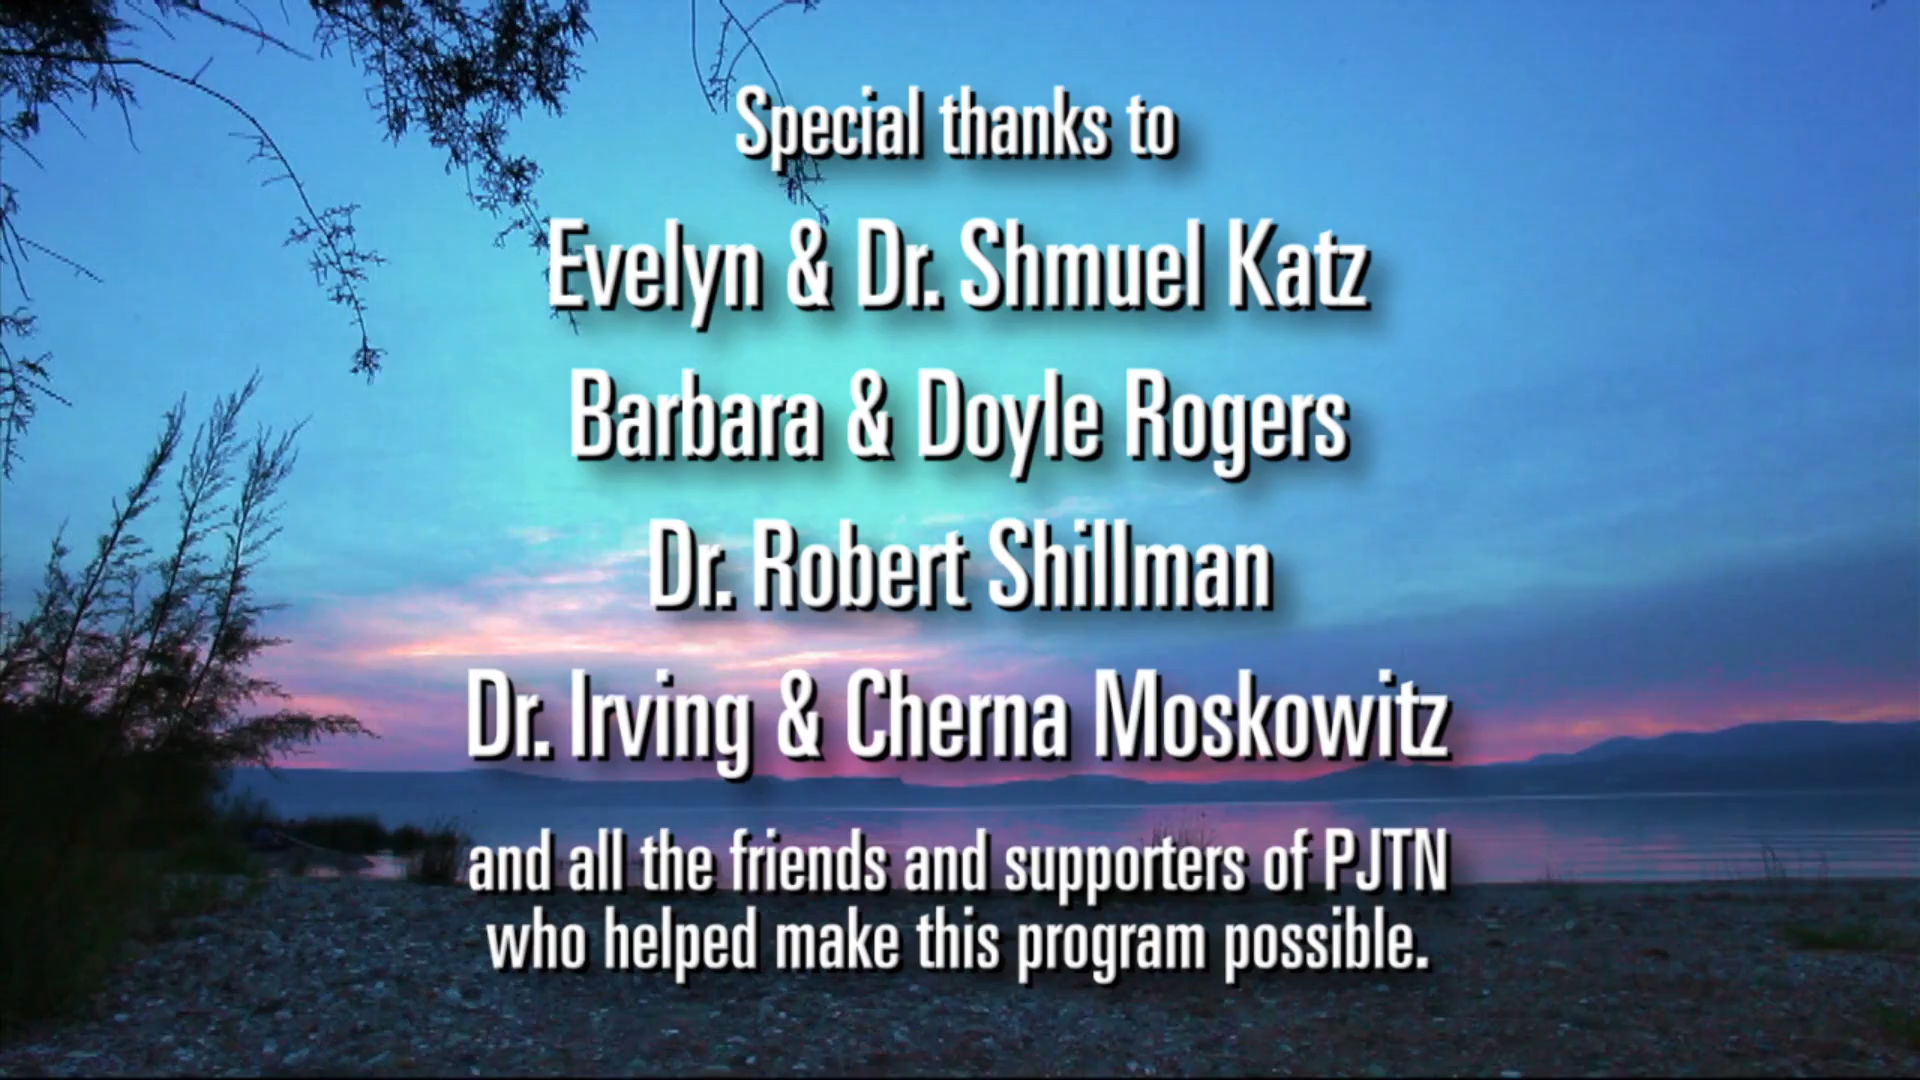 Special thanks to
Evelyn & Dr. Shmuel Katz
Barbara & Doyle Rogers
Dr. Robert Shillman
Dr. Irving & Cherna Moskowitz
and all the friends and supporters of PJTN
who helped make this program possible.